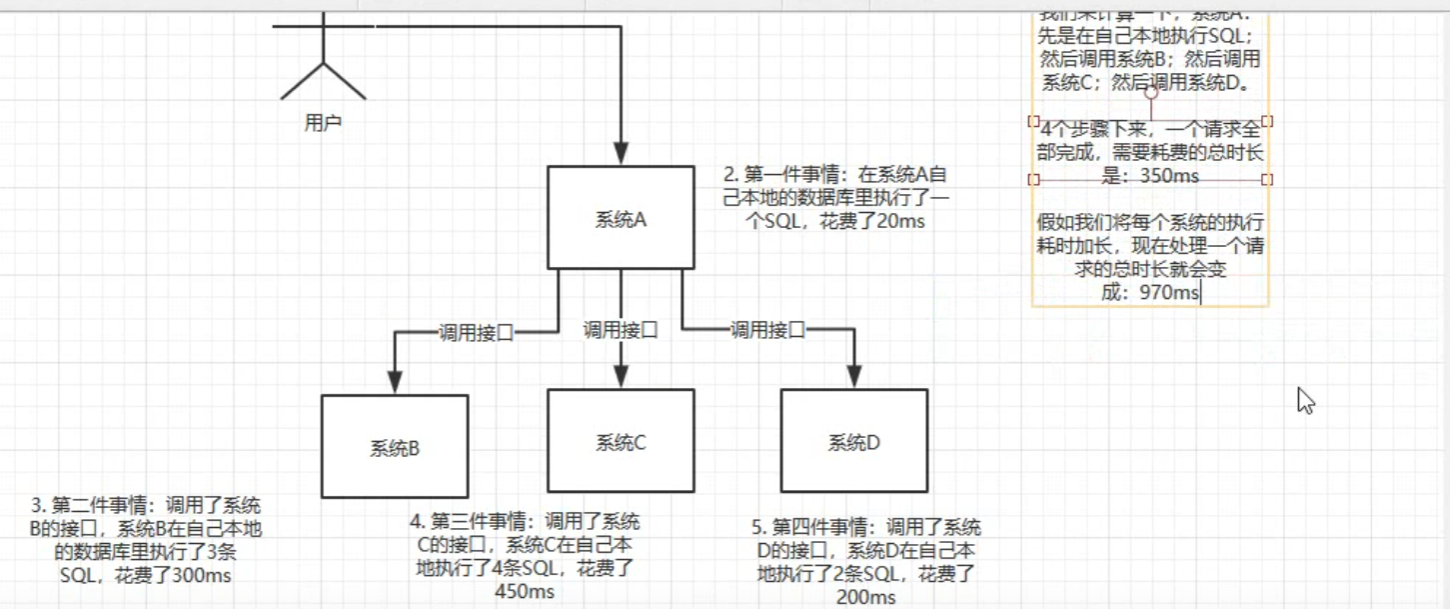 我们来计算一下，系统A：
先是在自己本地执行SQL；
然后调用系统B；然后调用
系统C；然后调用系统D。
4个步骤下来，一个请求全
部完成，需要耗费的总时长
是：350ms
假如我们将每个系统的执行
耗时加长，现在处理一个请
求的总时长就会变
成：970ms
用户
2. 第一件事情：在系统A自
己本地的数据库里执行了一
个SQL，花费了20ms
系统A
调用接口
调用接口
调用接口
系统B
系统C
系统D
3. 第二件事情：调用了系统
B的接口，系统B在自己本地
的数据库里执行了3条
SQL，花费了300ms
4. 第三件事情：调用了系统
C的接口，系统C在自己本
地执行了4条SQL，花费了
450ms
5. 第四件事情：调用了系统
D的接口，系统D在自己本
地执行了2条SQL，花费了
200ms